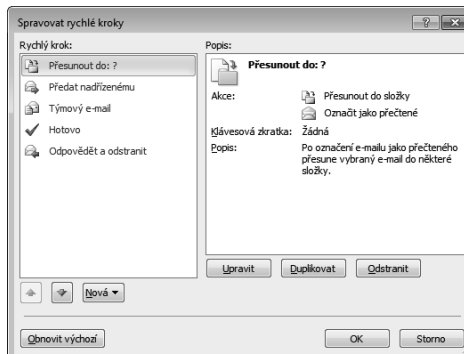 Spravovat rychlé kroky
Rychlý krok:
Přesunout do: ?
Předat nadřízenému
Týmový e-mail
Hotovo
Odpovědět a odstranit
Nová
Popis:
Přesunout do: ?
Akce: Přesunout do složky
Označit jako přečtené
Klávesová zkratka: Žádná
Popis: Po označení e-mailu jako přečteného
přesune vybraný e-mail do některé
složky.
Upravit Duplikovat Odstranit
Obnovit výchozí OK Storno